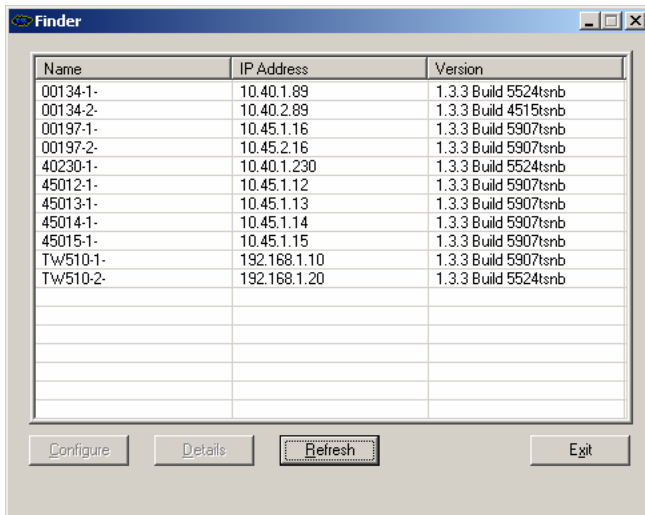 Finder
Name IP Address Version
00134-1- 10.40.1.89 1.3.3 Build 5524tsnb
00134-2- 10.40.2.89 1.3.3 Build 4515tsnb
00197-1- 10.45.1.16 1.3.3 Build 5907tsnb
00197-2- 10.45.2.16 1.3.3 Build 5907tsnb
40230-1- 10.40.1.230 1.3.3 Build 5524tsnb
45012-1- 10.45.1.12 1.3.3 Build 5907tsnb
45013-1- 10.45.1.13 1.3.3 Build 5907tsnb
45014-1- 10.45.1.14 1.3.3 Build 5907tsnb
45015-1- 10.45.1.15 1.3.3 Build 5907tsnb
TW510-1- 192.168.1.10 1.3.3 Build 5907tsnb
TW510-2- 192.168.1.20 1.3.3 Build 5524tsnb
Configure Details Refresh Exit